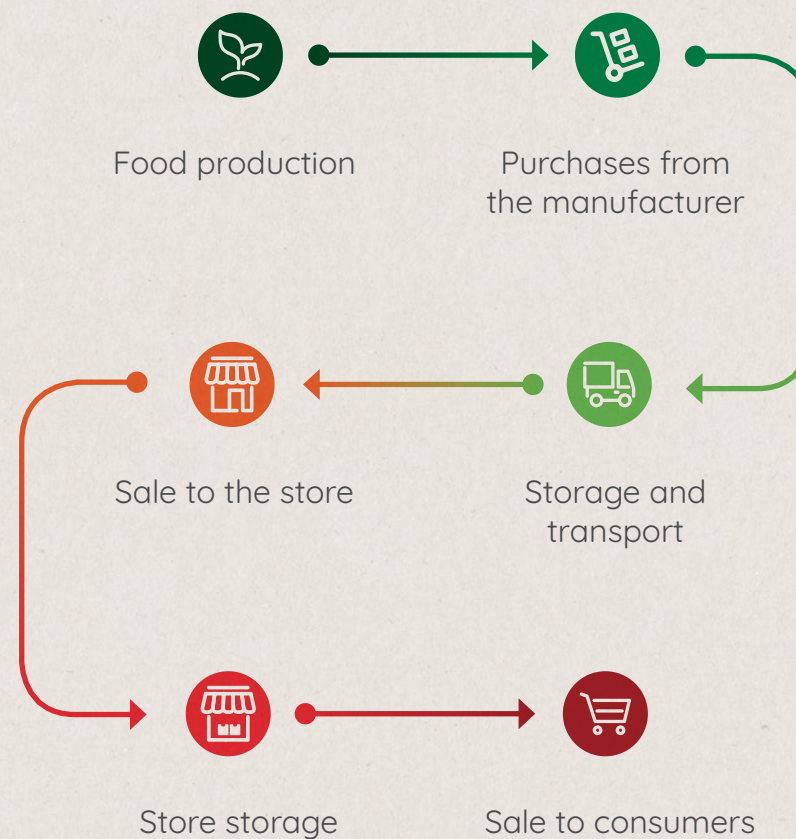 Food production
Purchases from
the manufacturer
Sale to the store
Storage and
transport
Store storage
Sale to consumers